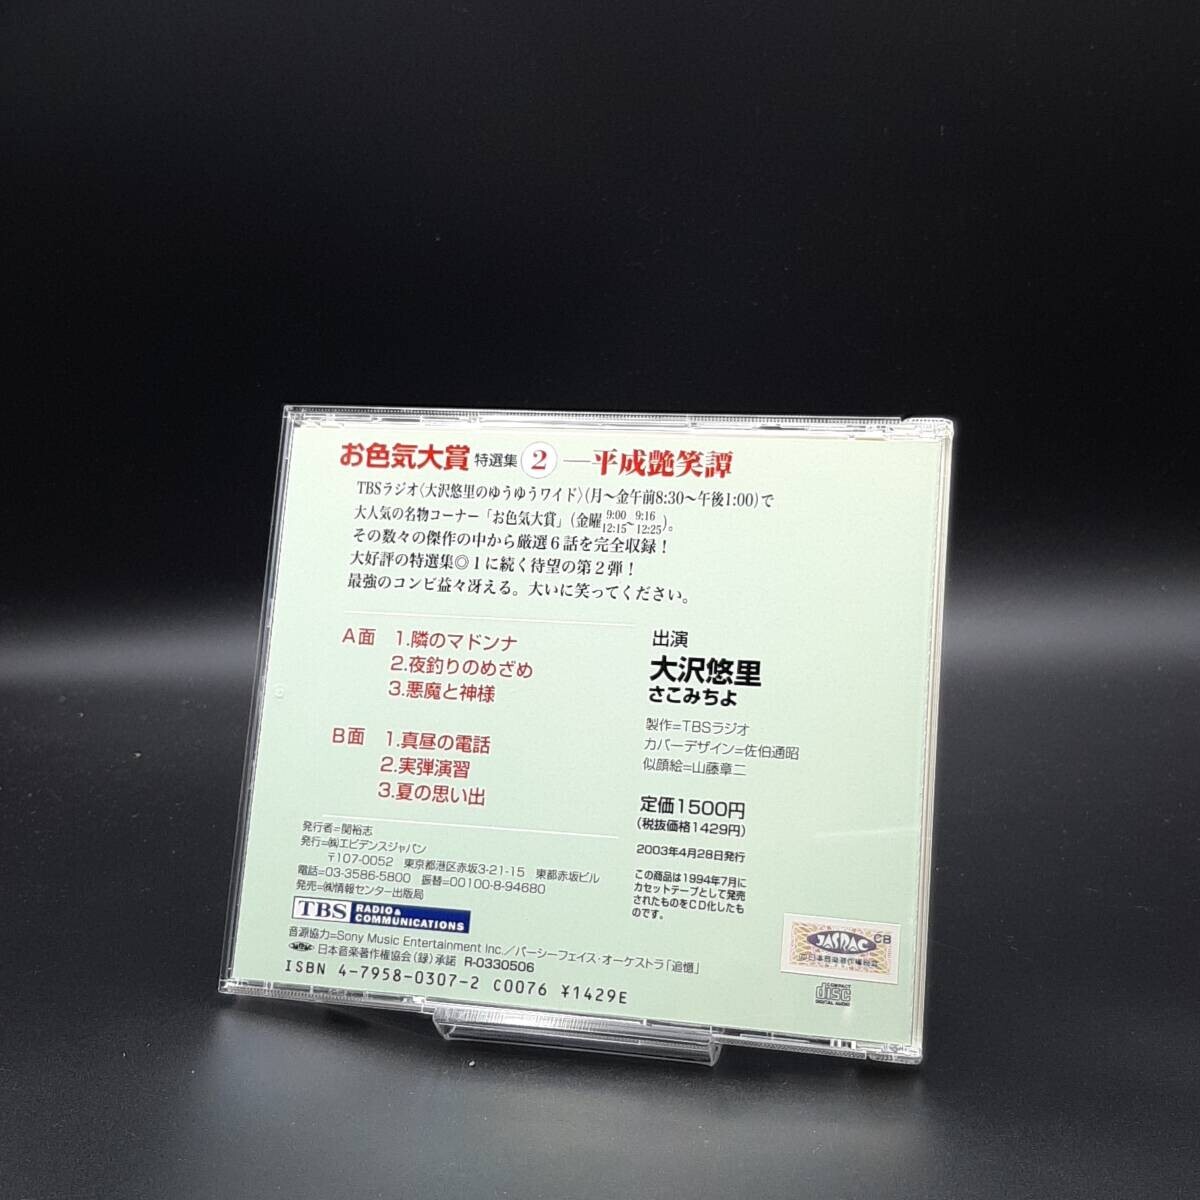 お色気大賞 特選集 2 ―平成艶笑譚
TBSラジオ〈大沢悠里のゆうゆうワイド〉(月〜金午前8:30〜午後1:00)で
大人気の名物コーナー「お色気大賞」(金曜 9:00〜9:16 12:15〜12:25)。
その数々の傑作の中から厳選6話を完全収録!
大好評の特選集◎1に続く待望の第2弾!
最強のコンビ益々冴える。大いに笑ってください。
A面 1.隣のマドンナ
2.夜釣りのめざめ
3.悪魔と神様
B面 1.真昼の電話
2.実弾演習
3.夏の思い出
出演
大沢悠里
さこみちよ
製作=TBSラジオ
カバーデザイン=佐伯通昭
似顔絵=山藤章二
定価1500円
(税抜価格1429円)
2003年4月28日発行
この商品は1994年7月に
カセットテープとして発売
されたものをCD化したも
のです。
発行者=関裕志
発行=㈱エビデンスジャパン
〒107-0052 東京都港区赤坂3-21-15 東都赤坂ビル
電話=03-3586-5800 振替=00100-8-94680
発売=㈱情報センター出版局
TBS RADIO & COMMUNICATIONS
音源協力=Sony Music Entertainment Inc./パーシーフェイス・オーケストラ「追憶」
日本音楽著作権協会(録)承諾 R-0330506
ISBN 4-7958-0307-2 C0076 ¥1429E
JASRAC CB
日本音楽著作権協会
COMPACT
disc
DIGITAL AUDIO